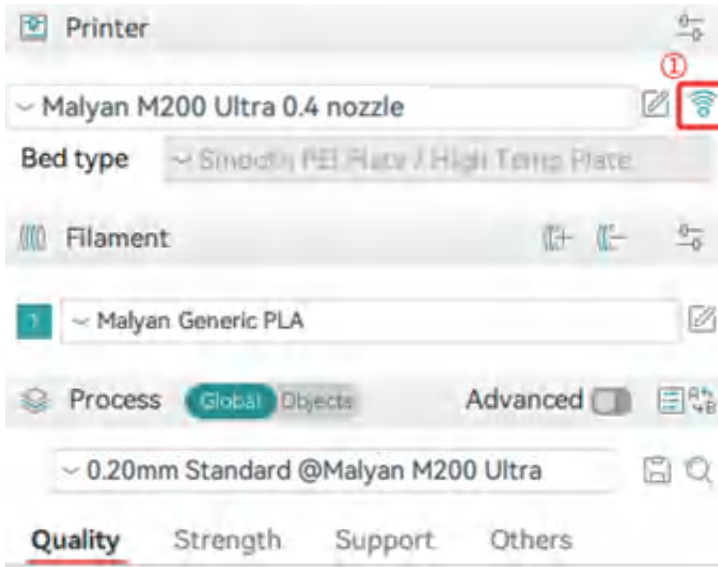 Printer
①
Malyan M200 Ultra 0.4 nozzle
Bed type Smooth PEI Plate / High Temp Plate
Filament
1 Malyan Generic PLA
Process Global Objects Advanced
0.20mm Standard @Malyan M200 Ultra
Quality Strength Support Others